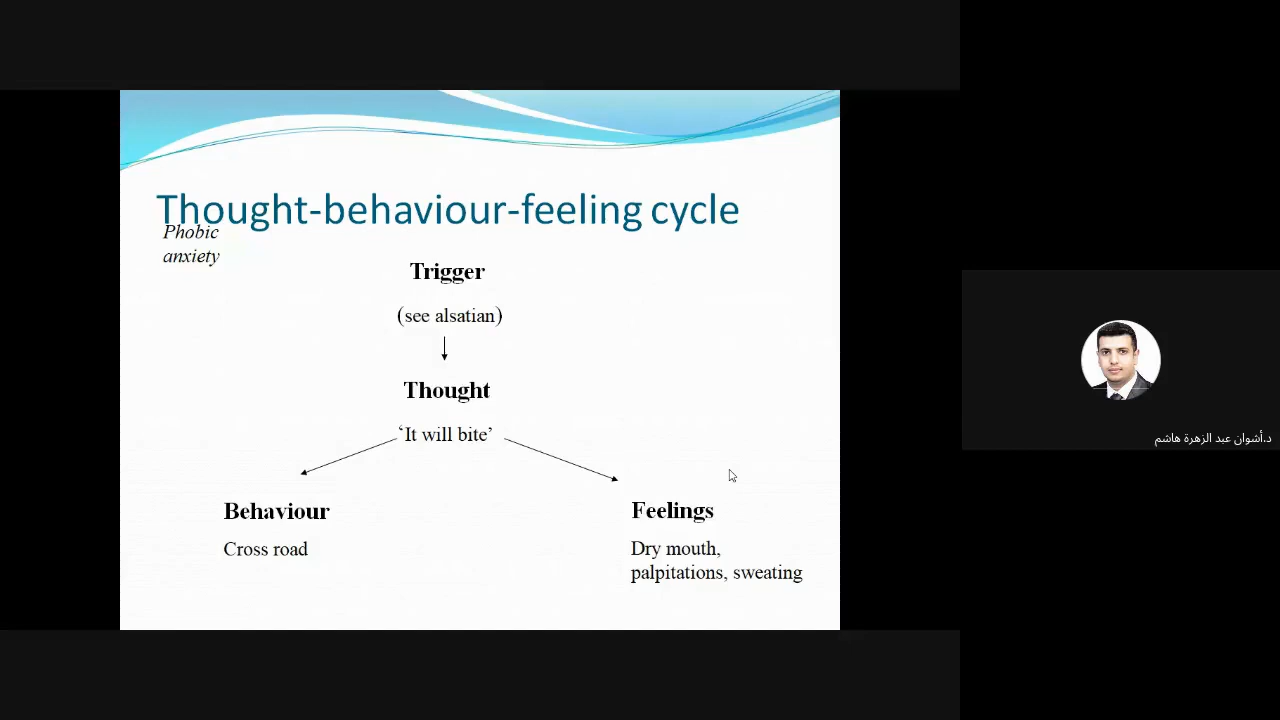 Thought-behaviour-feeling cycle
Phobic
anxiety
Trigger
(see alsatian)
Thought
‘It will bite’
Behaviour
Cross road
Feelings
Dry mouth,
palpitations, sweating
د.أشوان عبد الزهرة هاشم